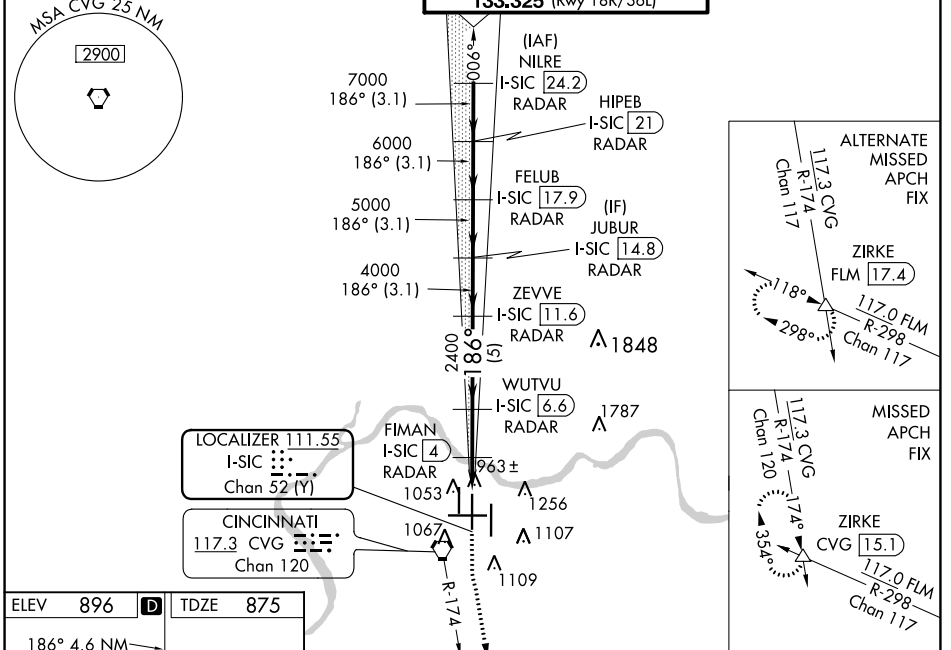 133.325 (Rwy 18R/36L)
MSA CVG 25 NM
2900
006°
(IAF)
NILRE
I-SIC 24.2
RADAR
7000
186° (3.1)
HIPEB
I-SIC 21
RADAR
6000
186° (3.1)
FELUB
I-SIC 17.9
RADAR
5000
186° (3.1)
(IF)
JUBUR
I-SIC 14.8
RADAR
4000
186° (3.1)
ZEVVE
I-SIC 11.6
RADAR
2400
186°
(5)
1848
WUTVU
I-SIC 6.6
RADAR
1787
FIMAN
I-SIC 4
RADAR
963±
1053
1256
1067
1107
1109
R-174
LOCALIZER 111.55
I-SIC
Chan 52 (Y)
CINCINNATI
117.3 CVG
Chan 120
ELEV 896 D TDZE 875
186° 4.6 NM
ALTERNATE
MISSED
APCH
FIX
117.3 CVG
R-174
Chan 117
ZIRKE
FLM 17.4
118°
298°
117.0 FLM
R-298
Chan 117
MISSED
APCH
FIX
117.3 CVG
R-174
Chan 120
174°
354°
ZIRKE
CVG 15.1
117.0 FLM
R-298
Chan 117